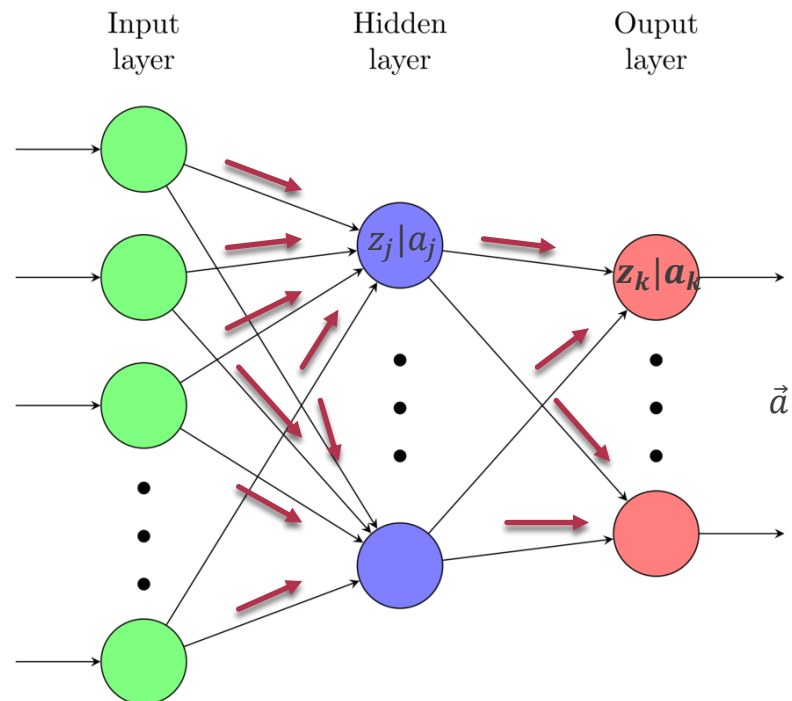 Input
layer
Hidden
layer
Ouput
layer
z_j|a_j
z_k|a_k
a⃗